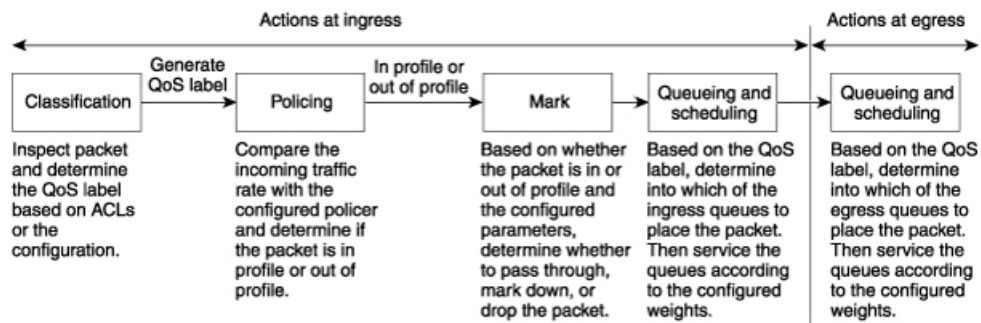 Actions at ingress
Actions at egress
Generate
QoS label
In profile or
out of profile
Classification
Policing
Mark
Queueing and
scheduling
Queueing and
scheduling
Inspect packet
and determine
the QoS label
based on ACLs
or the
configuration.
Compare the
incoming traffic
rate with the
configured policer
and determine if
the packet is in
profile or out of
profile.
Based on whether
the packet is in or
out of profile and
the configured
parameters,
determine whether
to pass through,
mark down, or
drop the packet.
Based on the QoS
label, determine
into which of the
ingress queues to
place the packet.
Then service the
queues according
to the configured
weights.
Based on the QoS
label, determine
into which of the
egress queues to
place the packet.
Then service the
queues according
to the configured
weights.